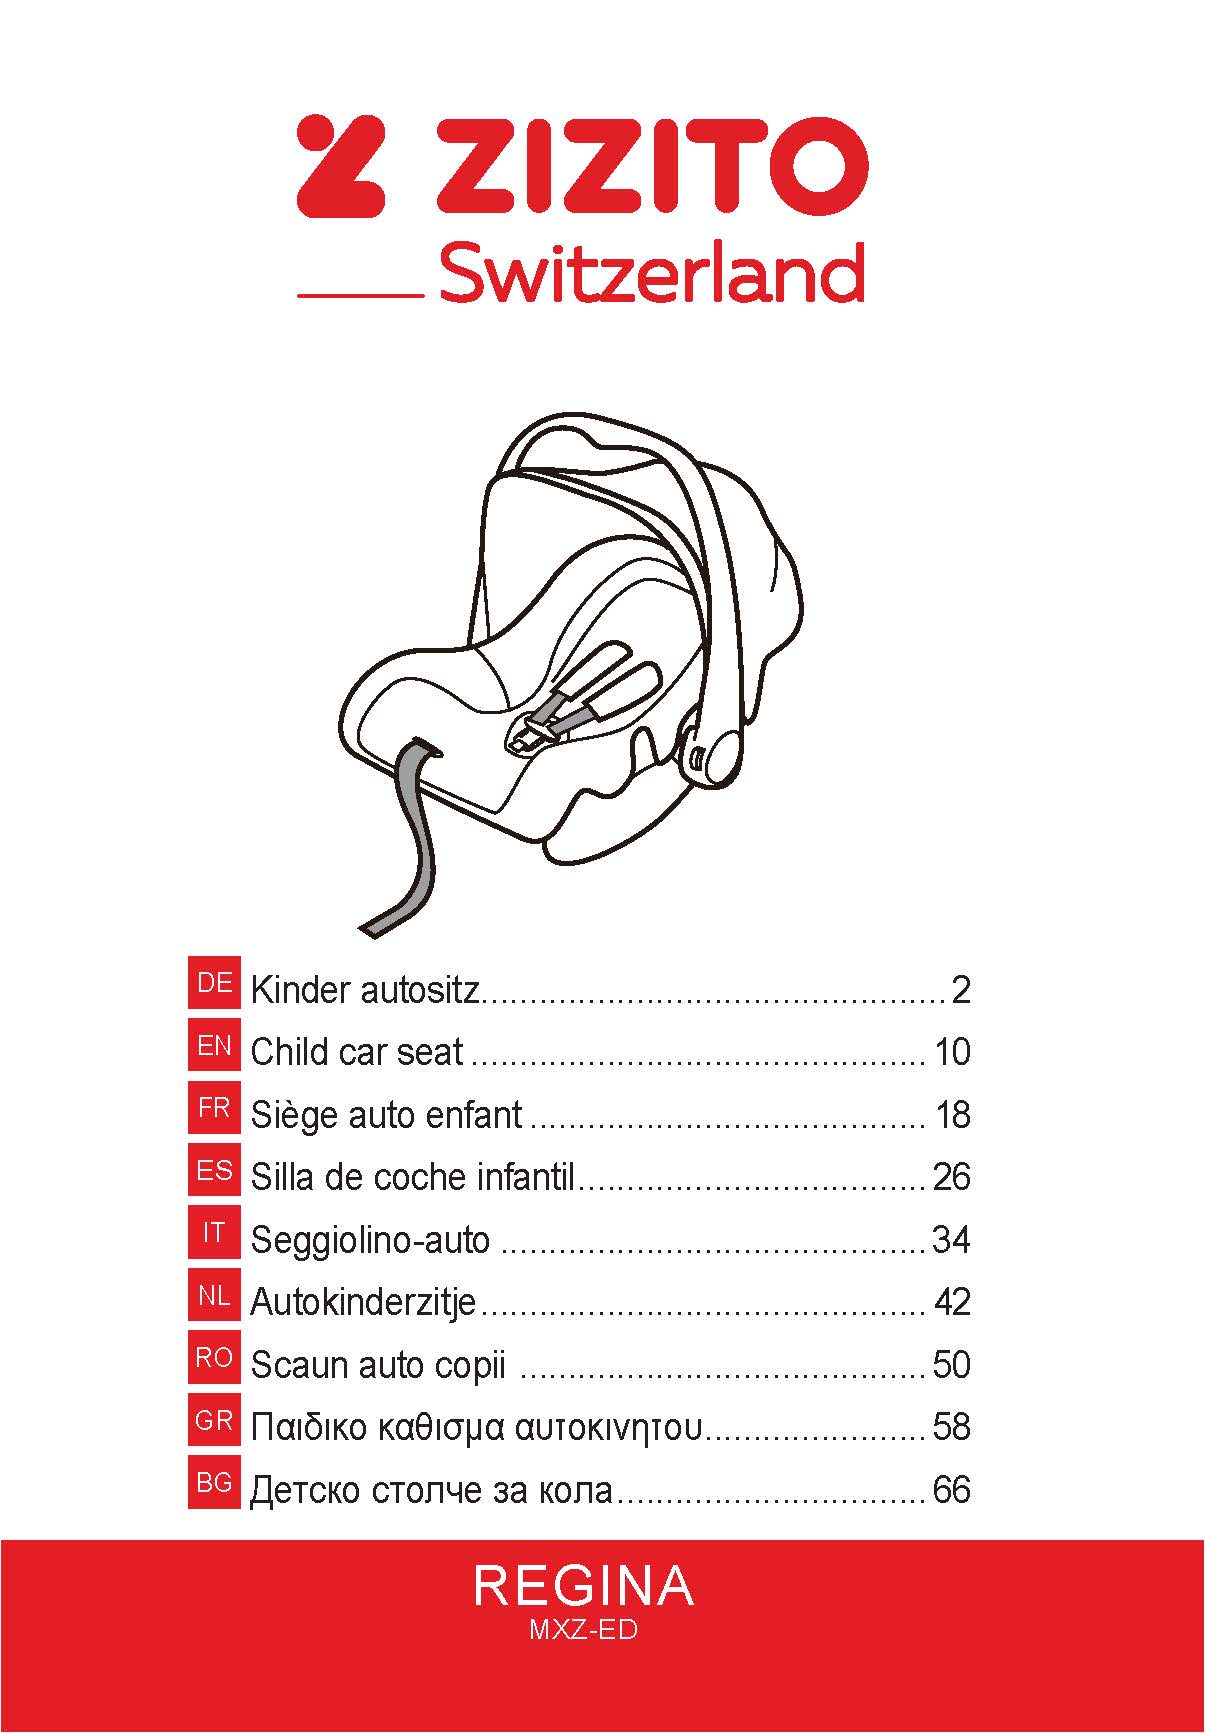 ZIZITO
Switzerland
DE Kinder autositz................................................ 2
EN Child car seat ............................................... 10
FR Siège auto enfant ......................................... 18
ES Silla de coche infantil.................................... 26
IT Seggiolino-auto ............................................ 34
NL Autokinderzitje.............................................. 42
RO Scaun auto copii .......................................... 50
GR Παιδικο καθισμα αυτοκινητου....................... 58
BG Детско столче за кола................................ 66
REGINA
MXZ-ED